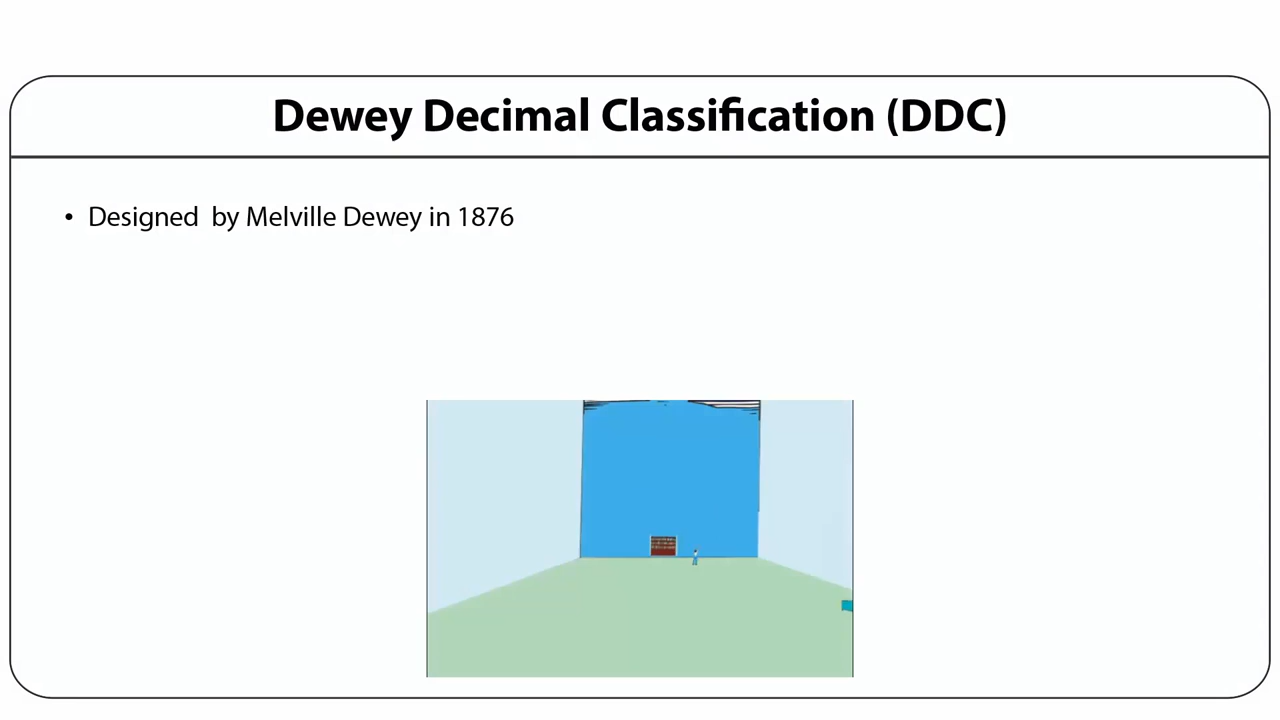 Dewey Decimal Classification (DDC)
• Designed  by Melville Dewey in 1876